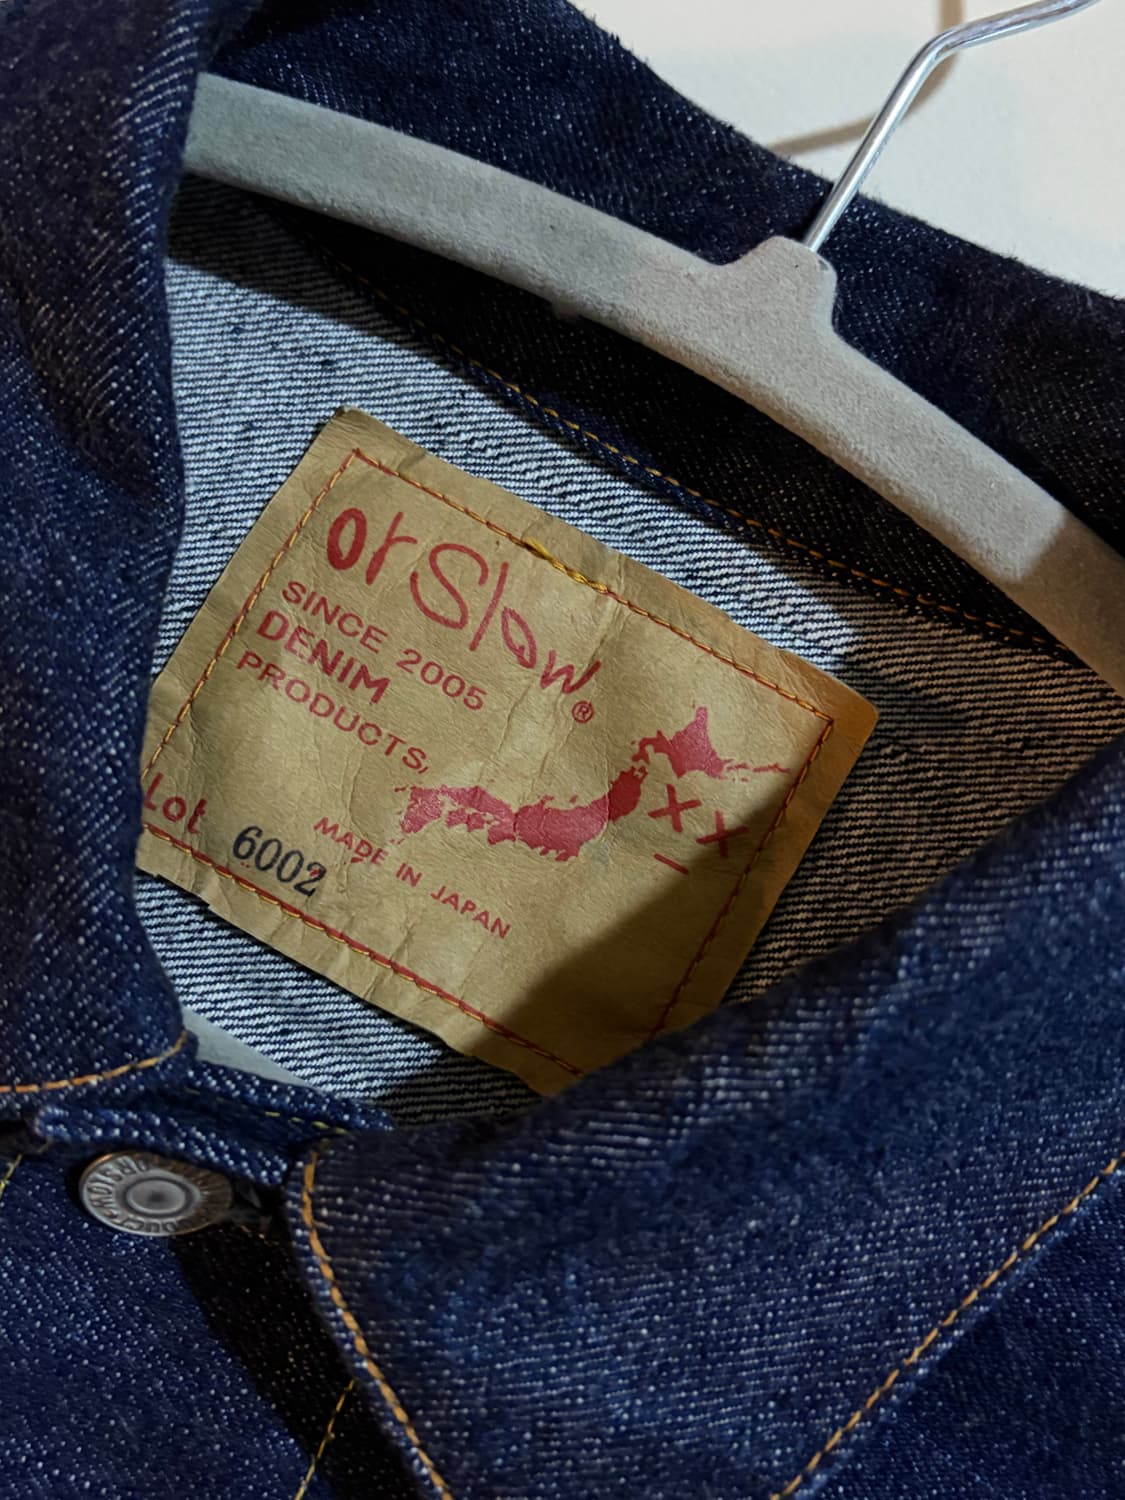 orSlow®
SINCE 2005
DENIM
PRODUCTS,
XX
Lot 6002
MADE IN JAPAN